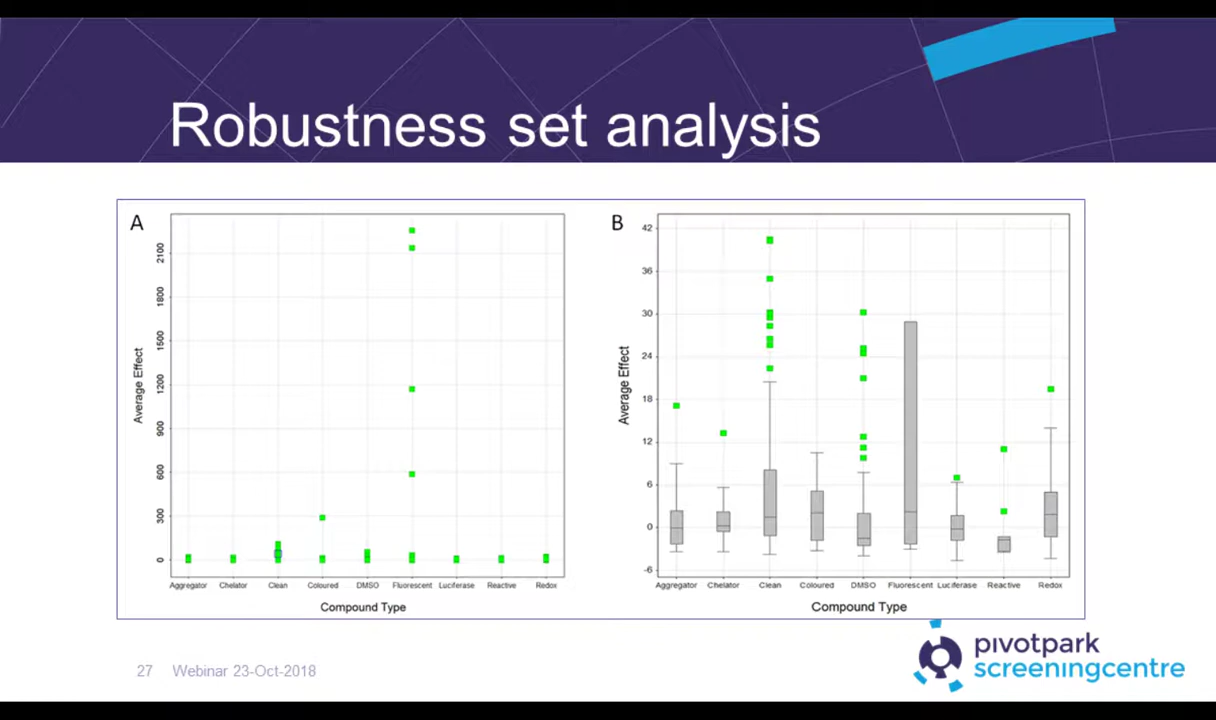 Robustness set analysis
A
2100
1800
1500
1200
900
600
300
0
Average Effect
Aggregator Chelator Clean Coloured DMSO Fluorescent Luciferase Reactive Redox
Compound Type
B
42
36
30
24
18
12
6
0
-6
Average Effect
Aggregator Chelator Clean Coloured DMSO Fluorescent Luciferase Reactive Redox
Compound Type
27 Webinar 23-Oct-2018
pivotpark
screeningcentre